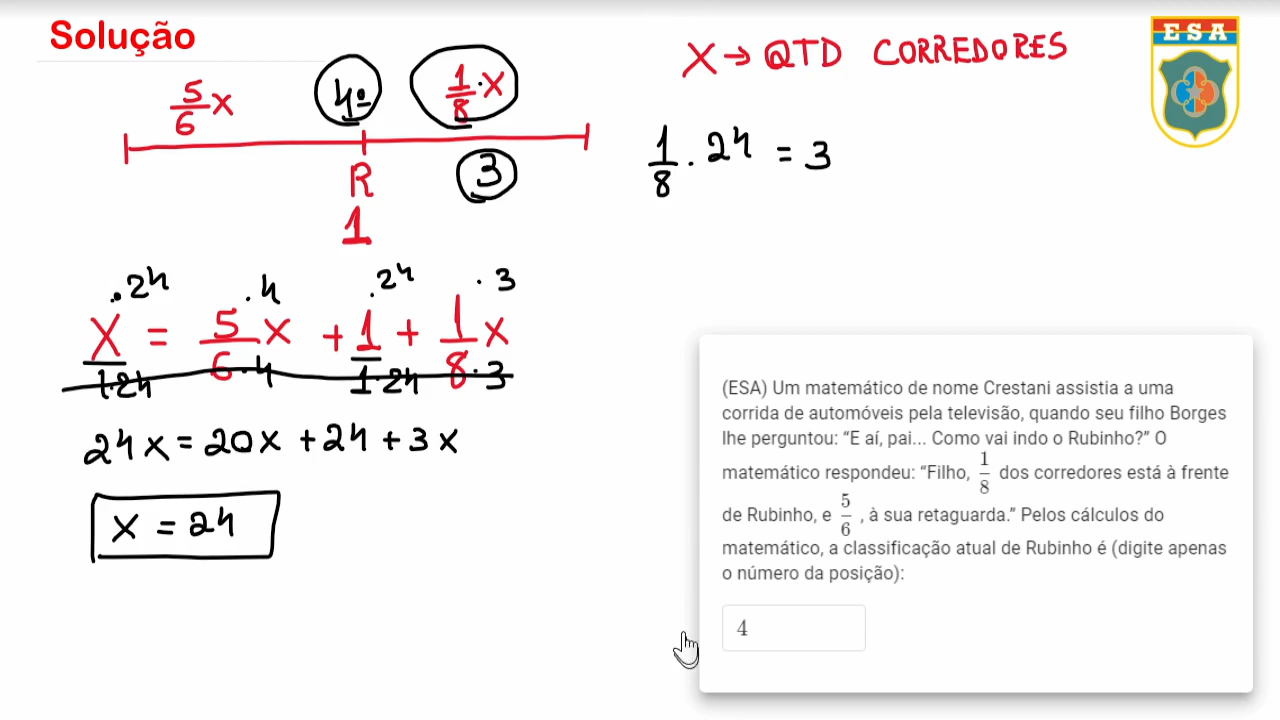 Solução
X → QTD CORREDORES
ESA
5/6 X
4º
1/8 · X
R
1
3
1/8 · 24 = 3
· 24 · 4 · 24 · 3
X = 5/6 X + 1 + 1/8 X
1·24 · 4 1·24 · 3
24X = 20X + 24 + 3X
X = 24
(ESA) Um matemático de nome Crestani assistia a uma
corrida de automóveis pela televisão, quando seu filho Borges
lhe perguntou: “E aí, pai... Como vai indo o Rubinho?” O
matemático respondeu: “Filho, 1/8 dos corredores está à frente
de Rubinho, e 5/6 , à sua retaguarda.” Pelos cálculos do
matemático, a classificação atual de Rubinho é (digite apenas
o número da posição):
4